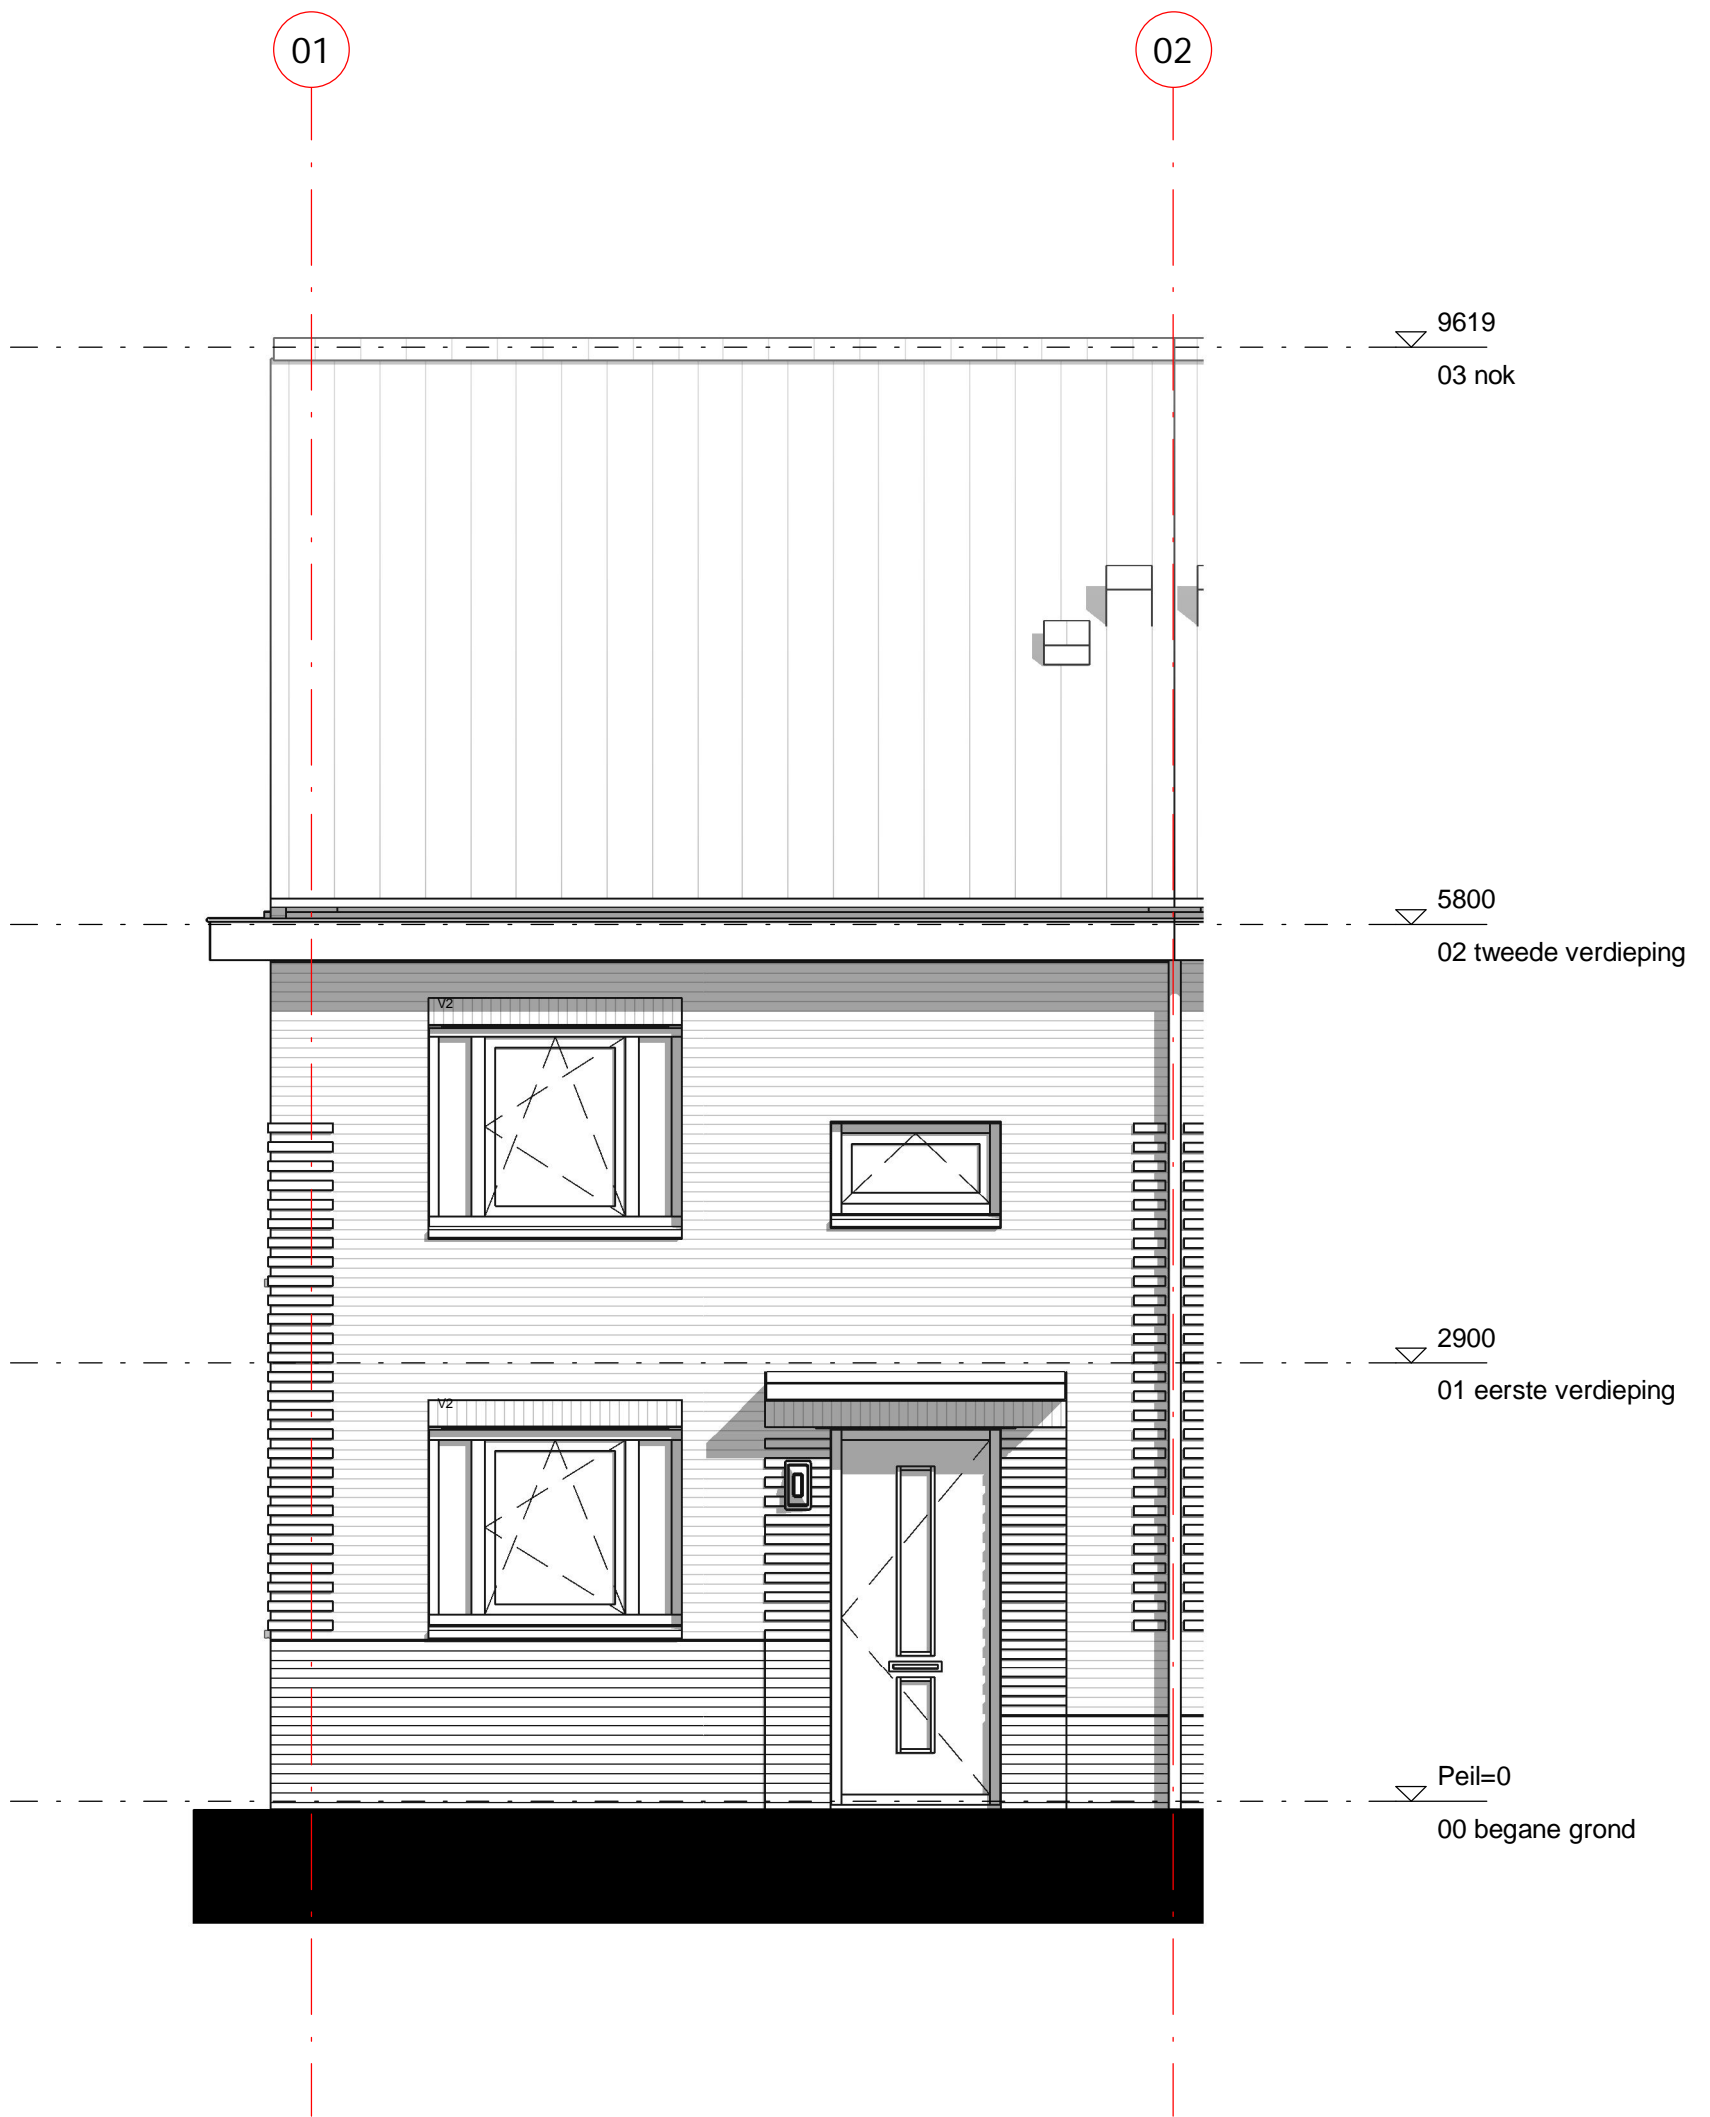 01
02
9619
03 nok
5800
02 tweede verdieping
V2
2900
01 eerste verdieping
V2
Peil=0
00 begane grond